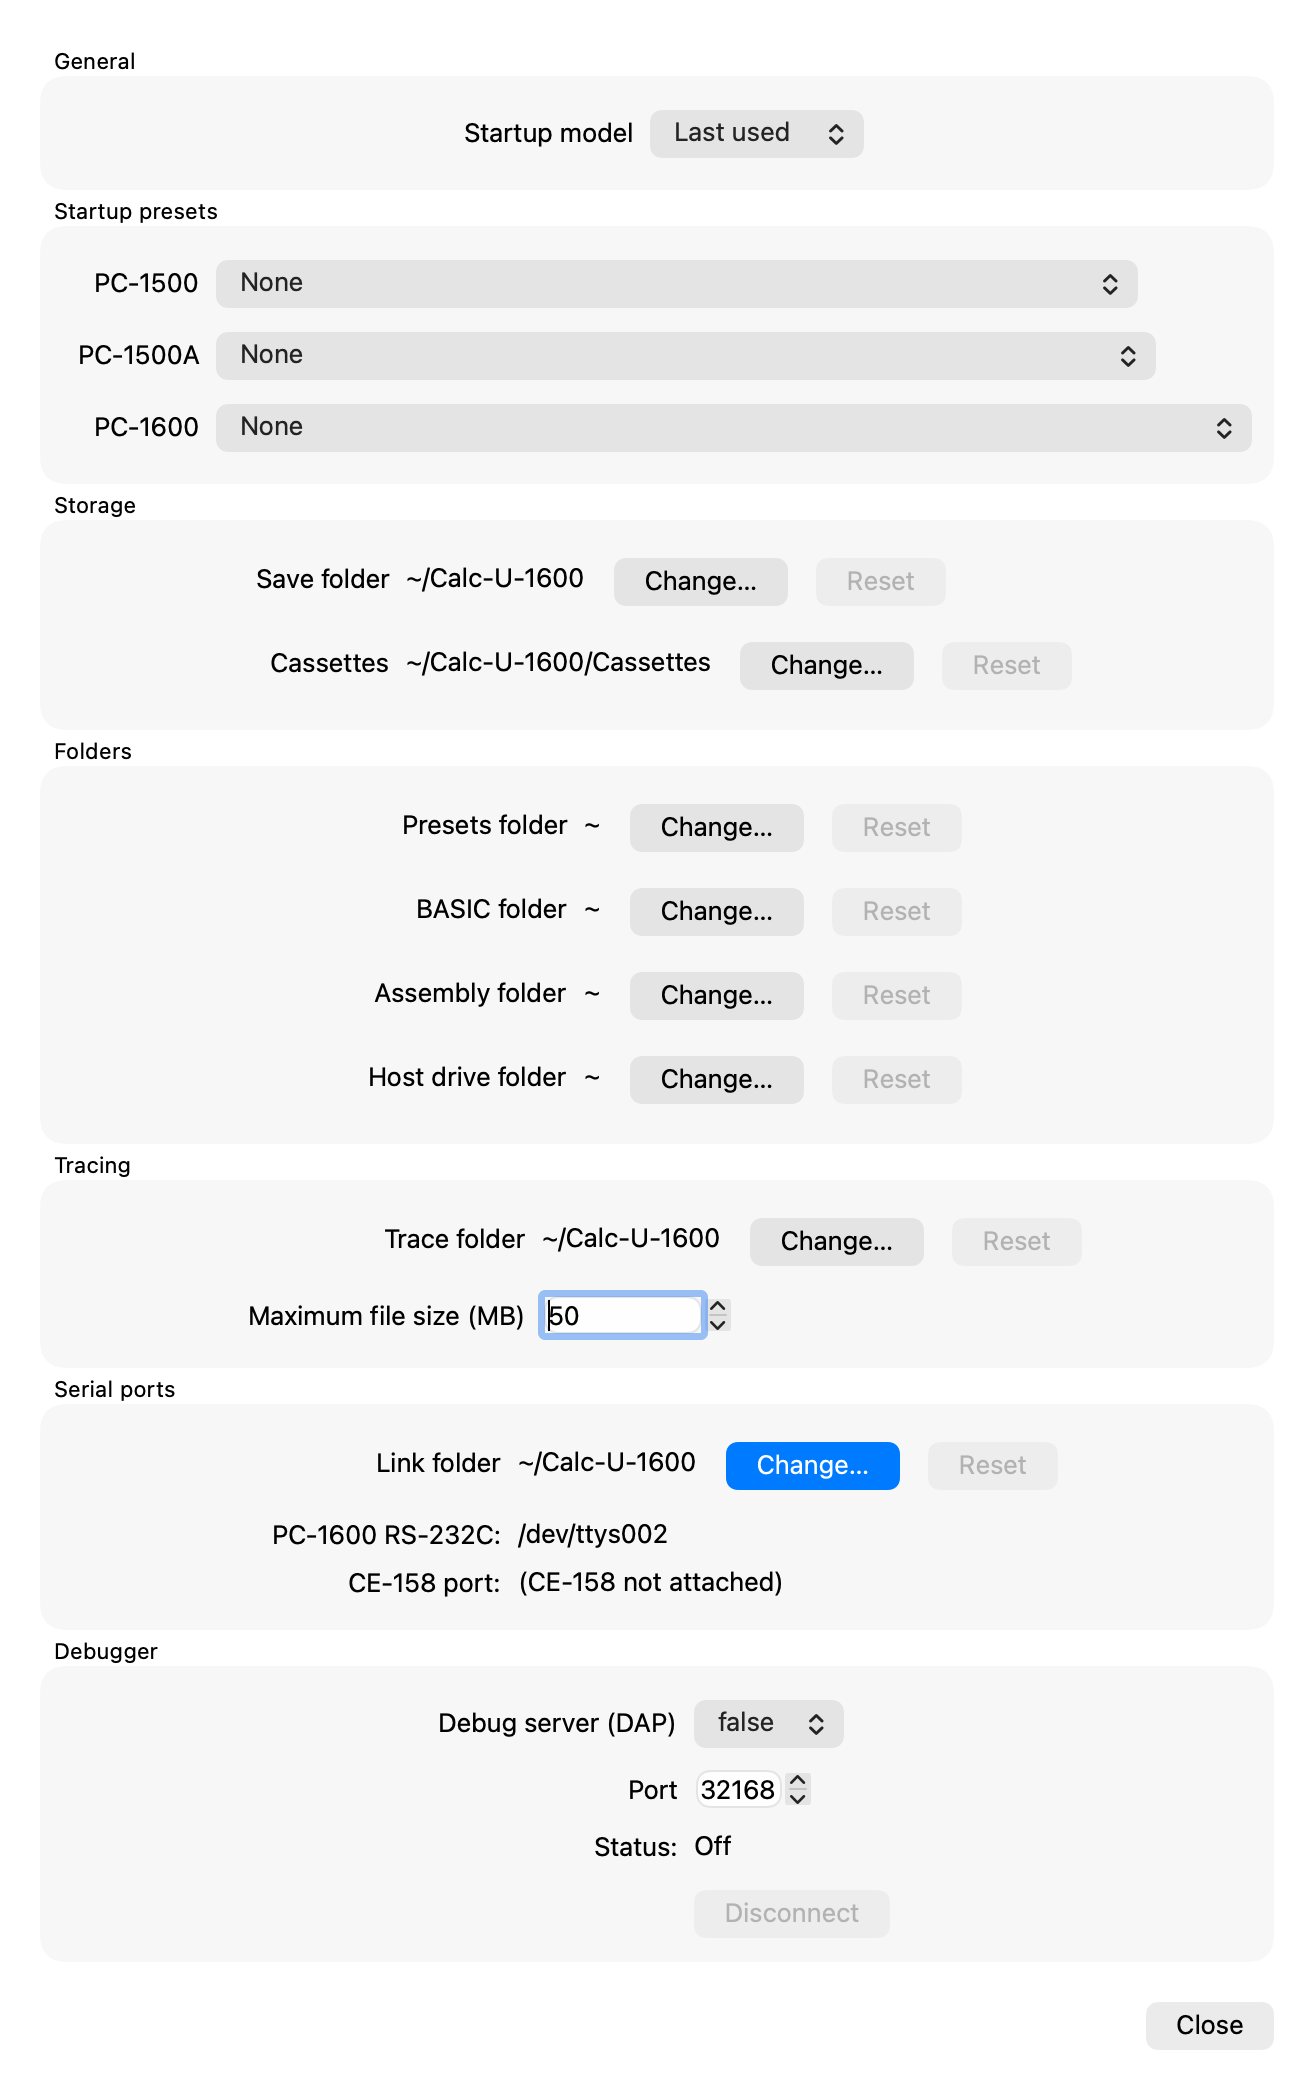 General
Startup model Last used
Startup presets
PC-1500 None
PC-1500A None
PC-1600 None
Storage
Save folder ~/Calc-U-1600 Change... Reset
Cassettes ~/Calc-U-1600/Cassettes Change... Reset
Folders
Presets folder ~ Change... Reset
BASIC folder ~ Change... Reset
Assembly folder ~ Change... Reset
Host drive folder ~ Change... Reset
Tracing
Trace folder ~/Calc-U-1600 Change... Reset
Maximum file size (MB) 50
Serial ports
Link folder ~/Calc-U-1600 Change... Reset
PC-1600 RS-232C: /dev/ttys002
CE-158 port: (CE-158 not attached)
Debugger
Debug server (DAP) false
Port 32168
Status: Off
Disconnect
Close